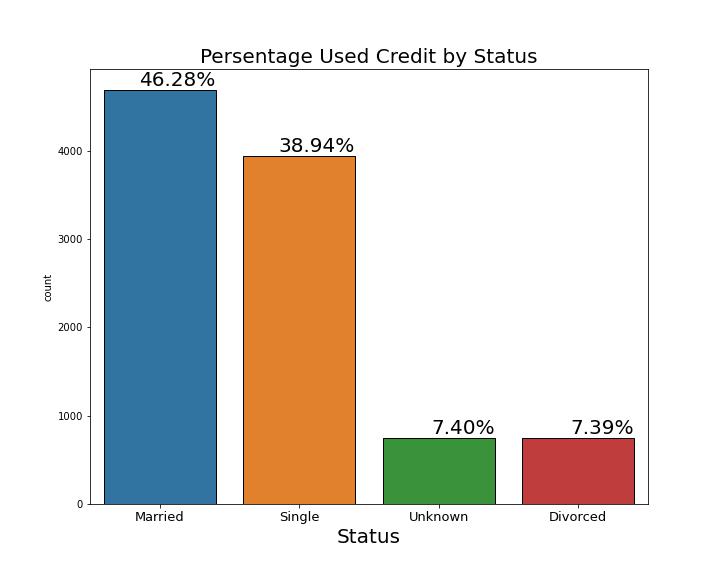 Persentage Used Credit by Status
46.28%
38.94%
7.40%
7.39%
4000
3000
2000
1000
0
count
Married Single Unknown Divorced
Status